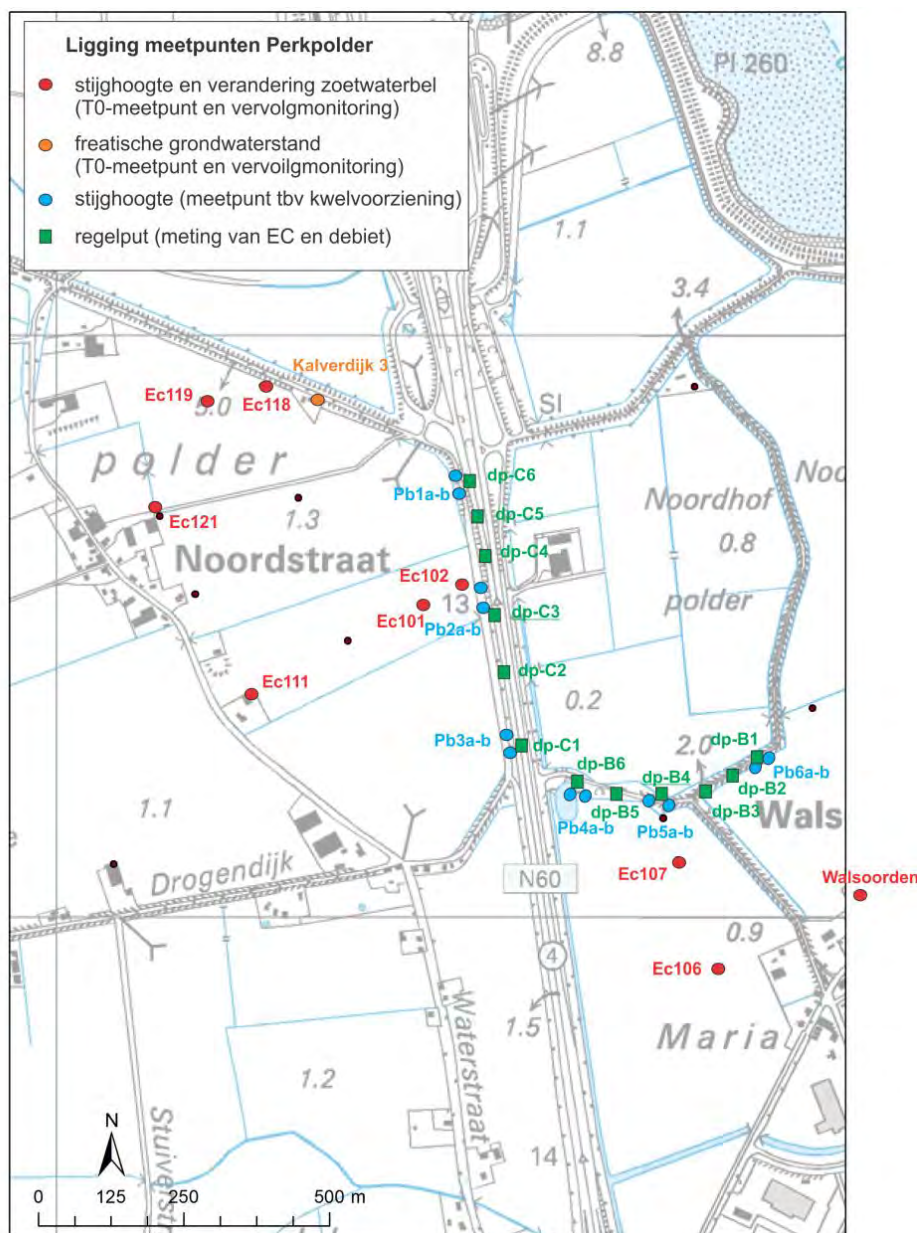 Ligging meetpunten Perkpolder
stijghoogte en verandering zoetwaterbel
(T0-meetpunt en vervolgmonitoring)
freatische grondwaterstand
(T0-meetpunt en vervoilgmonitoring)
stijghoogte (meetpunt tbv kwelvoorziening)
regelput (meting van EC en debiet)
8.8
Pl 260
1.1
3.4
Kalverdijk 3
Ec119
Ec118
5.0
SI
polder
dp-C6
Pb1a-b
Noo
Ec121
1.3
dp-C5
Noordhof
Noordstraat
dp-C4
0.8
Ec102
13
polder
Ec101
dp-C3
Pb2a-b
dp-C2
Ec111
0.2
Pb3a-b
dp-C1
dp-B6
2.0
dp-B1
dp-B4
Pb6a-b
dp-B2
1.1
dp-B5
dp-B3
Pb4a-b
Pb5a-b
Wals
Drogendijk
N60
Ec107
Walsoorden
0.9
4
Ec106
Waterstraat
1.5
Maria
1.2
N
Stuiverstr
14
0 125 250 500 m